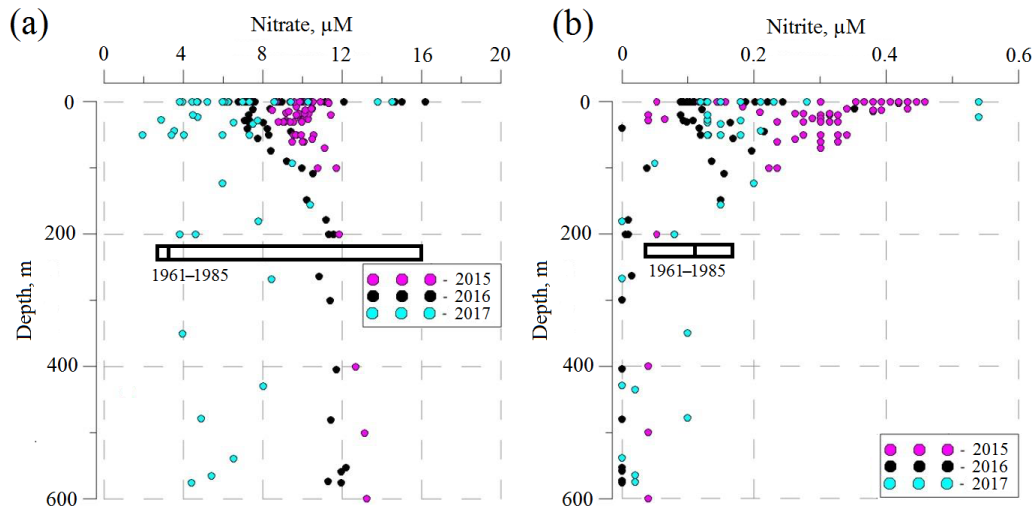 (a)
Nitrate, µM
0 4 8 12 16 20
0
200
400
600
Depth, m
1961–1985
- 2015
- 2016
- 2017
(b)
Nitrite, µM
0 0.2 0.4 0.6
0
200
400
600
Depth, m
1961–1985
- 2015
- 2016
- 2017